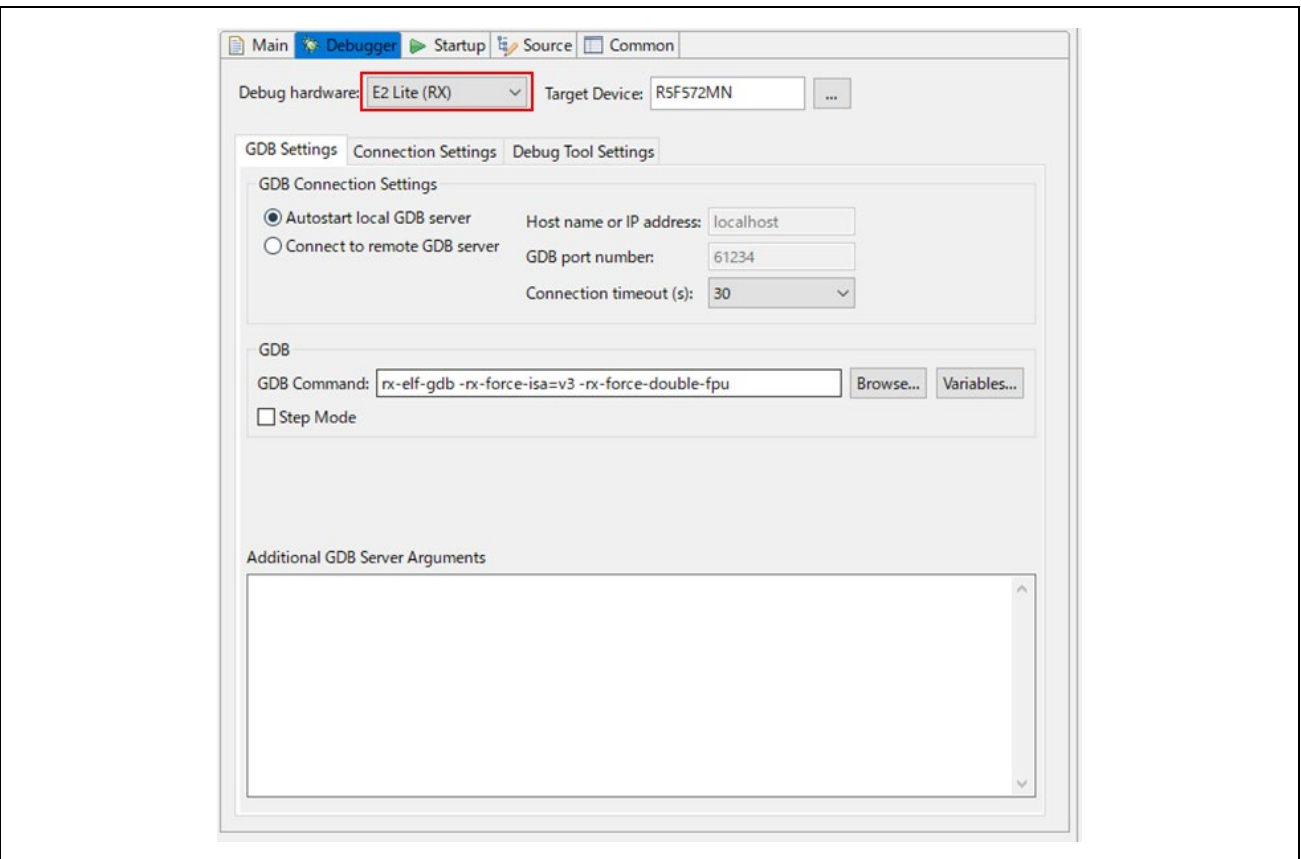 Main Debugger Startup Source Common
Debug hardware: E2 Lite (RX) Target Device: R5F572MN ...
GDB Settings Connection Settings Debug Tool Settings
GDB Connection Settings
Autostart local GDB server
Connect to remote GDB server
Host name or IP address: localhost
GDB port number: 61234
Connection timeout (s): 30
GDB
GDB Command: rx-elf-gdb -rx-force-isa=v3 -rx-force-double-fpu Browse... Variables...
Step Mode
Additional GDB Server Arguments